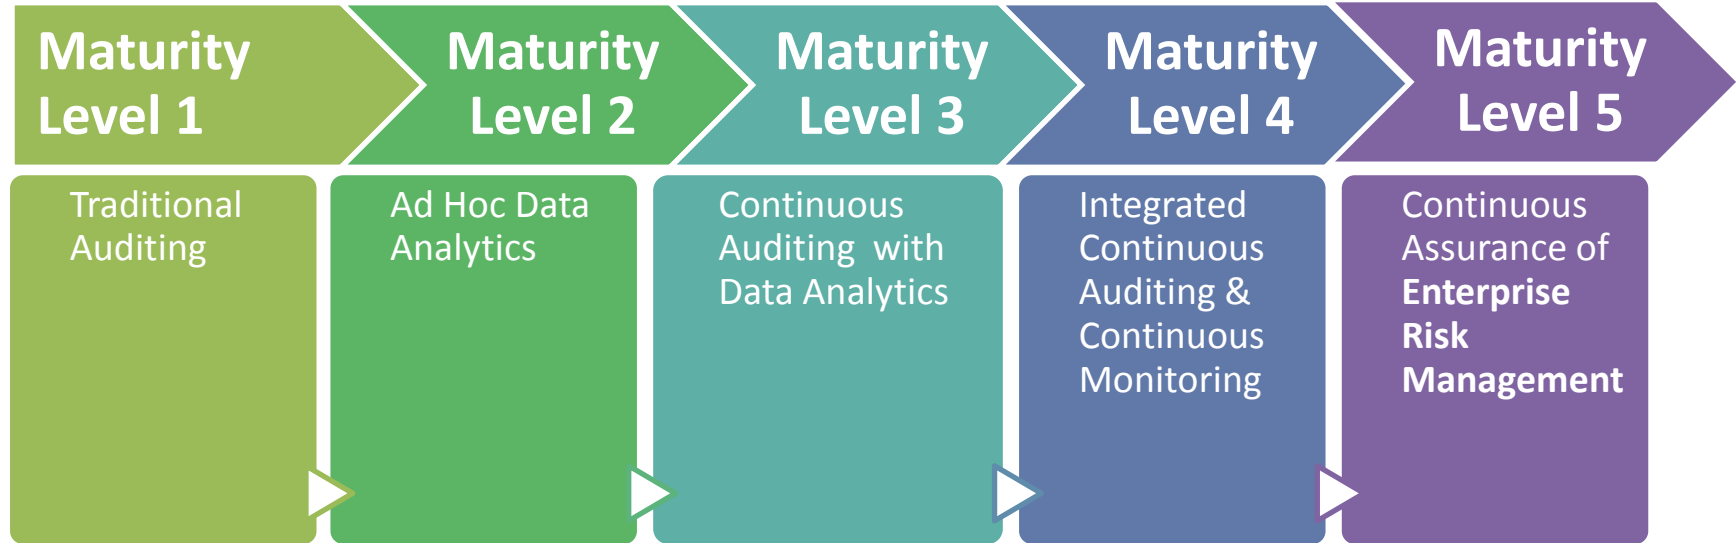 Maturity
Level 1
Maturity
Level 2
Maturity
Level 3
Maturity
Level 4
Maturity
Level 5
Traditional
Auditing
Ad Hoc Data
Analytics
Continuous
Auditing with
Data Analytics
Integrated
Continuous
Auditing &
Continuous
Monitoring
Continuous
Assurance of
Enterprise
Risk
Management